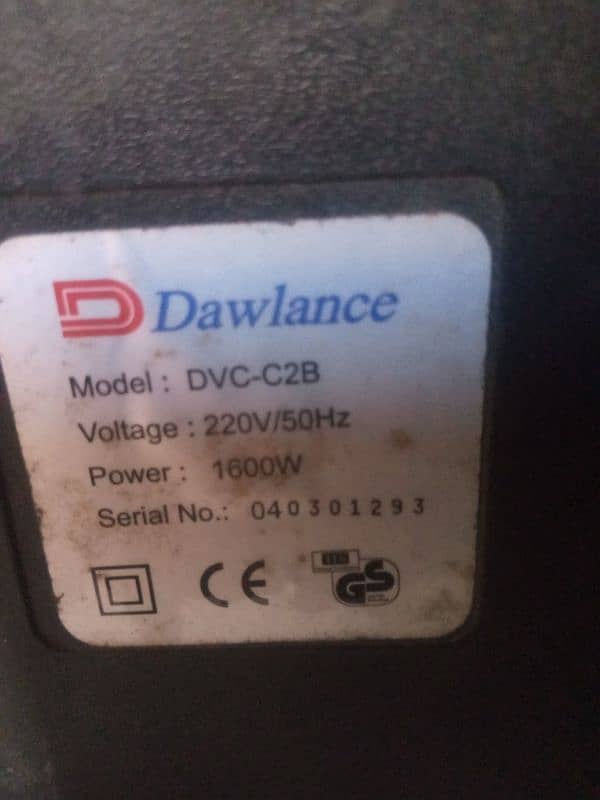 Dawlance
Model : DVC-C2B
Voltage : 220V/50Hz
Power : 1600W
Serial No.: 040301293
CE
GS